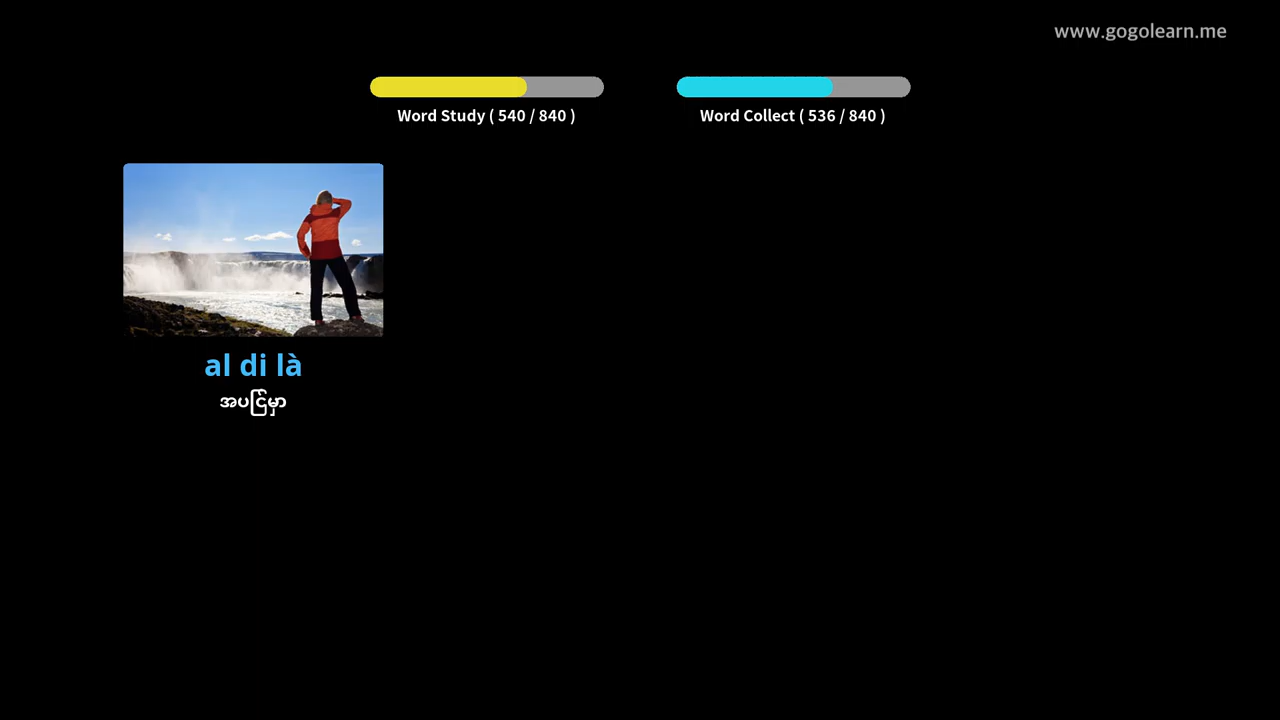 www.gogolearn.me
Word Study ( 540 / 840 )
Word Collect ( 536 / 840 )
al di là
အပြင်မှာ